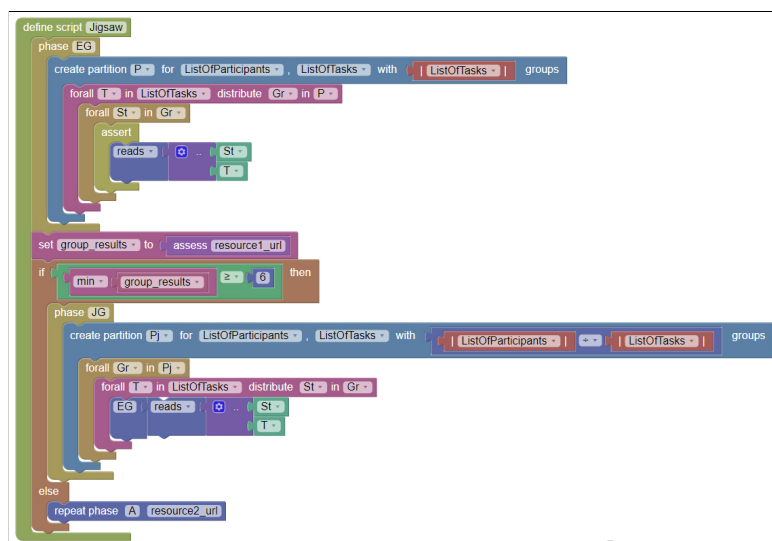 define script Jigsaw
phase EG
create partition P for ListOfParticipants , ListOfTasks with | ListOfTasks | groups
forall T in ListOfTasks distribute Gr in P
forall St in Gr
assert
reads .. St
T
set group_results to assess resource1_url
if min group_results ≥ 6 then
phase JG
create partition Pj for ListOfParticipants , ListOfTasks with | ListOfParticipants | ÷ | ListOfTasks | groups
forall Gr in Pj
forall T in ListOfTasks distribute St in Gr
EG reads .. St
T
else
repeat phase A resource2_url